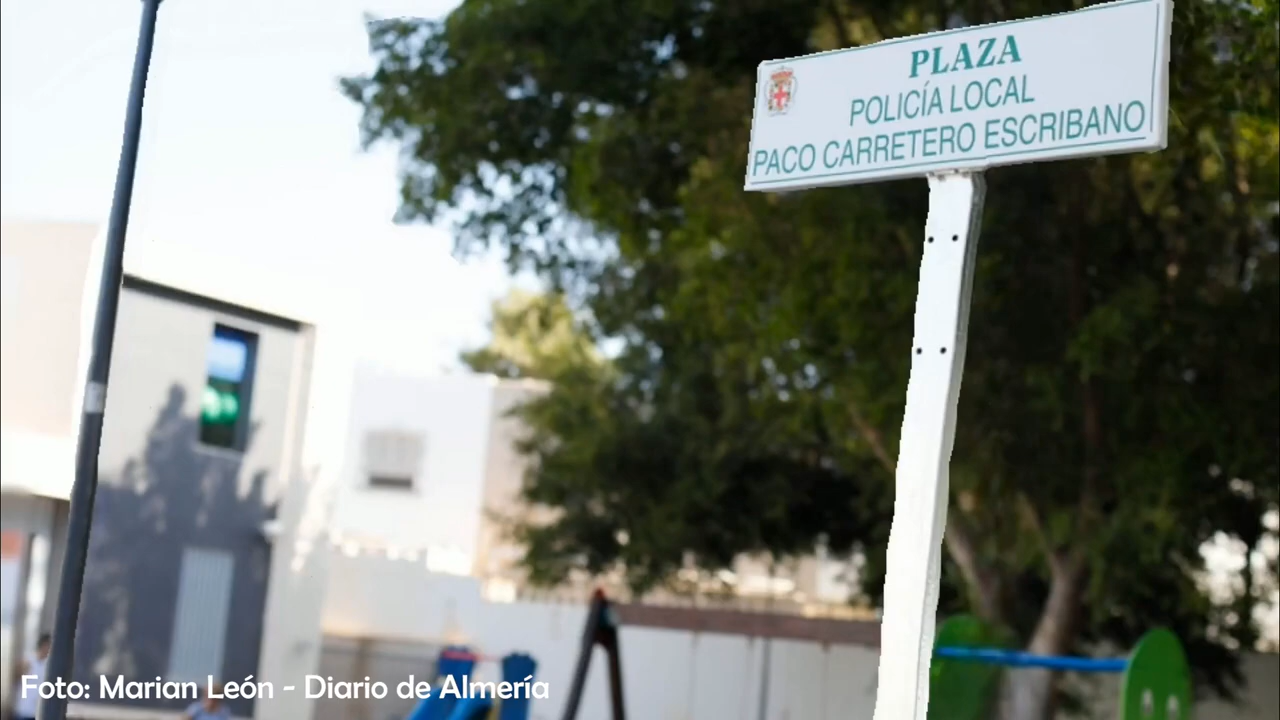 PLAZA
POLICÍA LOCAL
PACO CARRETERO ESCRIBANO
Foto: Marian León - Diario de Almería